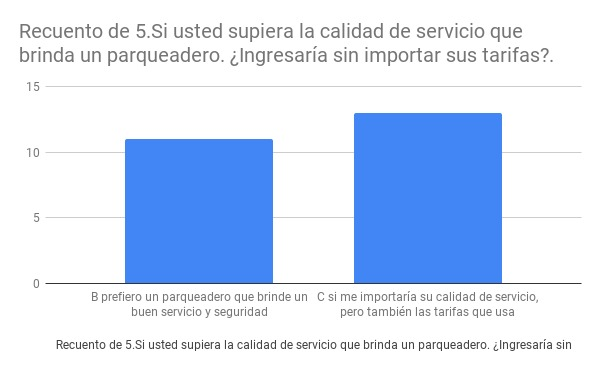 Recuento de 5.Si usted supiera la calidad de servicio que
brinda un parqueadero. ¿Ingresaría sin importar sus tarifas?.
15
10
5
0
B prefiero un parqueadero que brinde un
buen servicio y seguridad
C si me importaría su calidad de servicio,
pero también las tarifas que usa
Recuento de 5.Si usted supiera la calidad de servicio que brinda un parqueadero. ¿Ingresaría sin